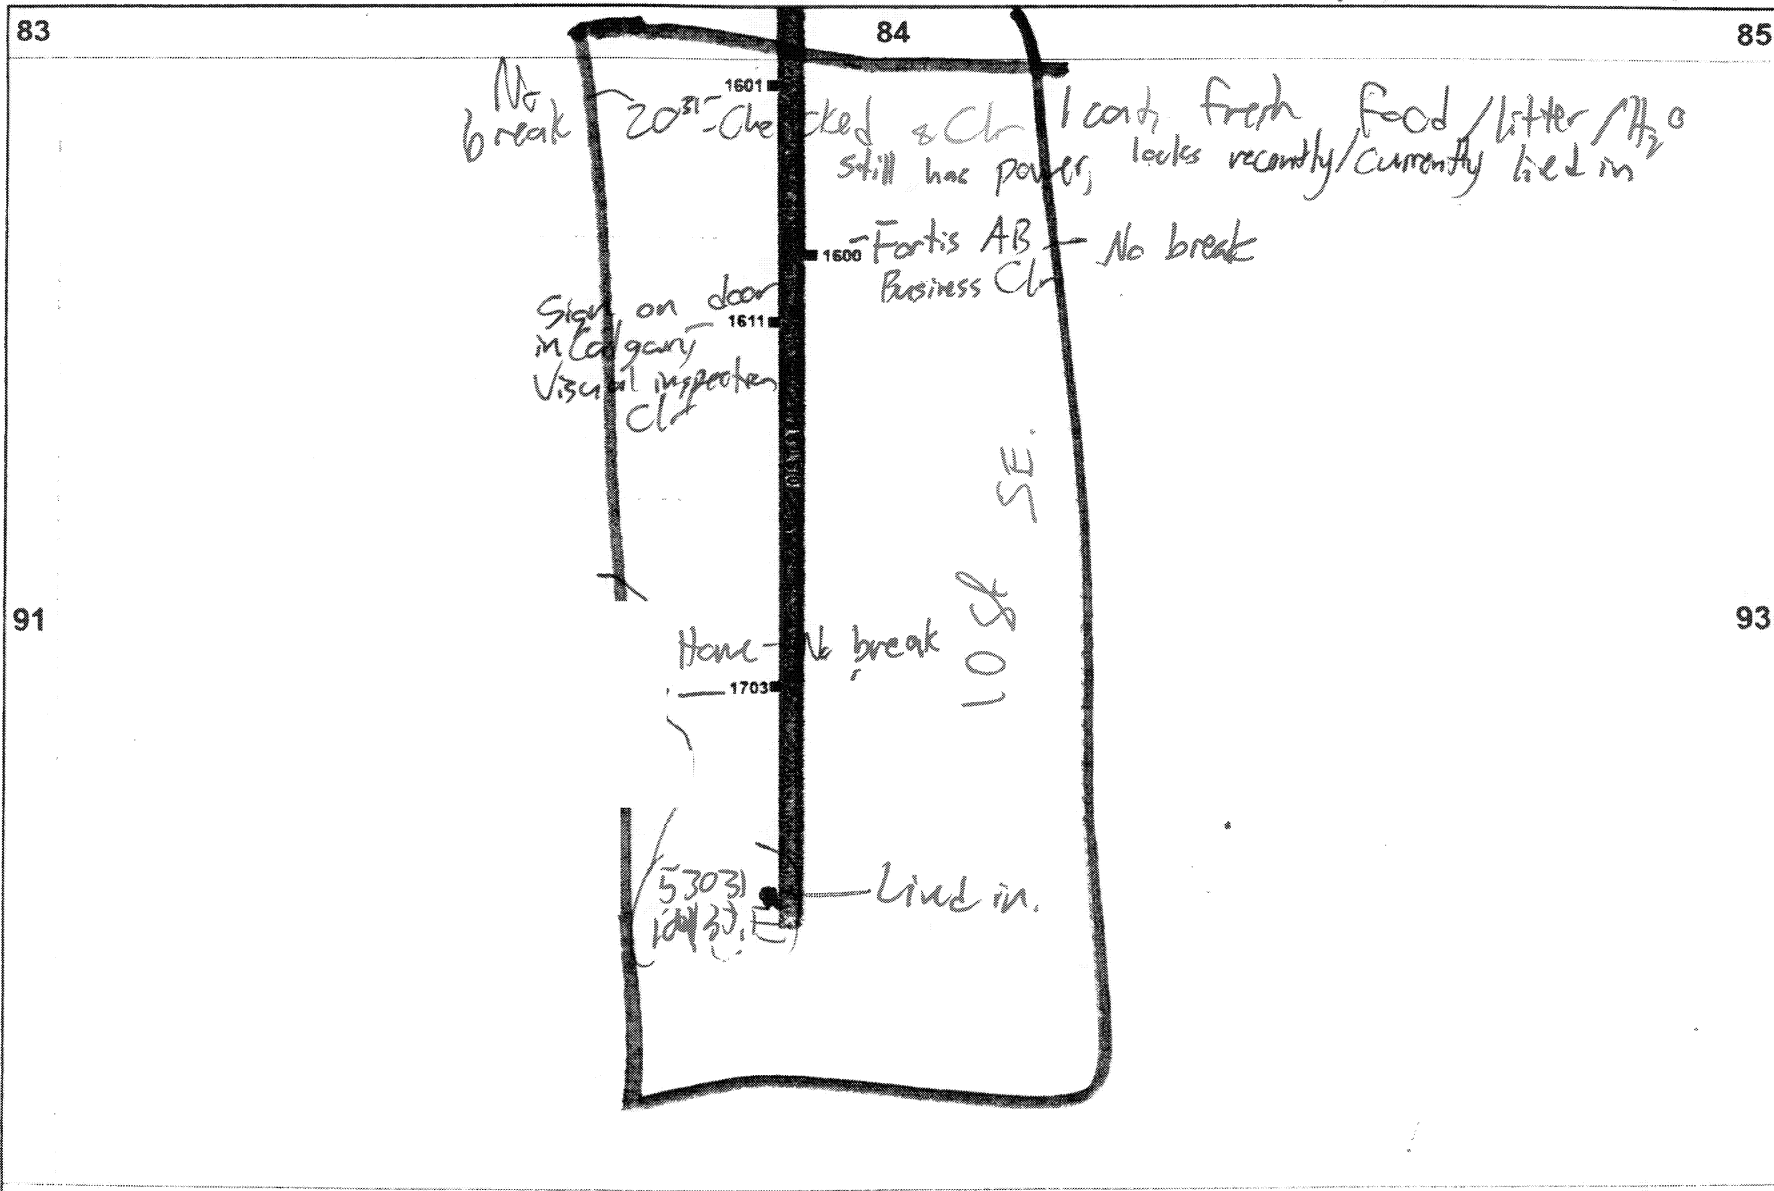 83 84 85
1601
No
break 20³¹-Checked & Clr 1 cat, fresh food/litter/H₂O
still has power, looks recently/currently lived in
1600 - Fortis AB - No break
Business Clr
Sign on door
in Calgary - 1611
Visual inspection
Clr
10 St SE.
91 93
Home - No break
1703
53031 Lived in.